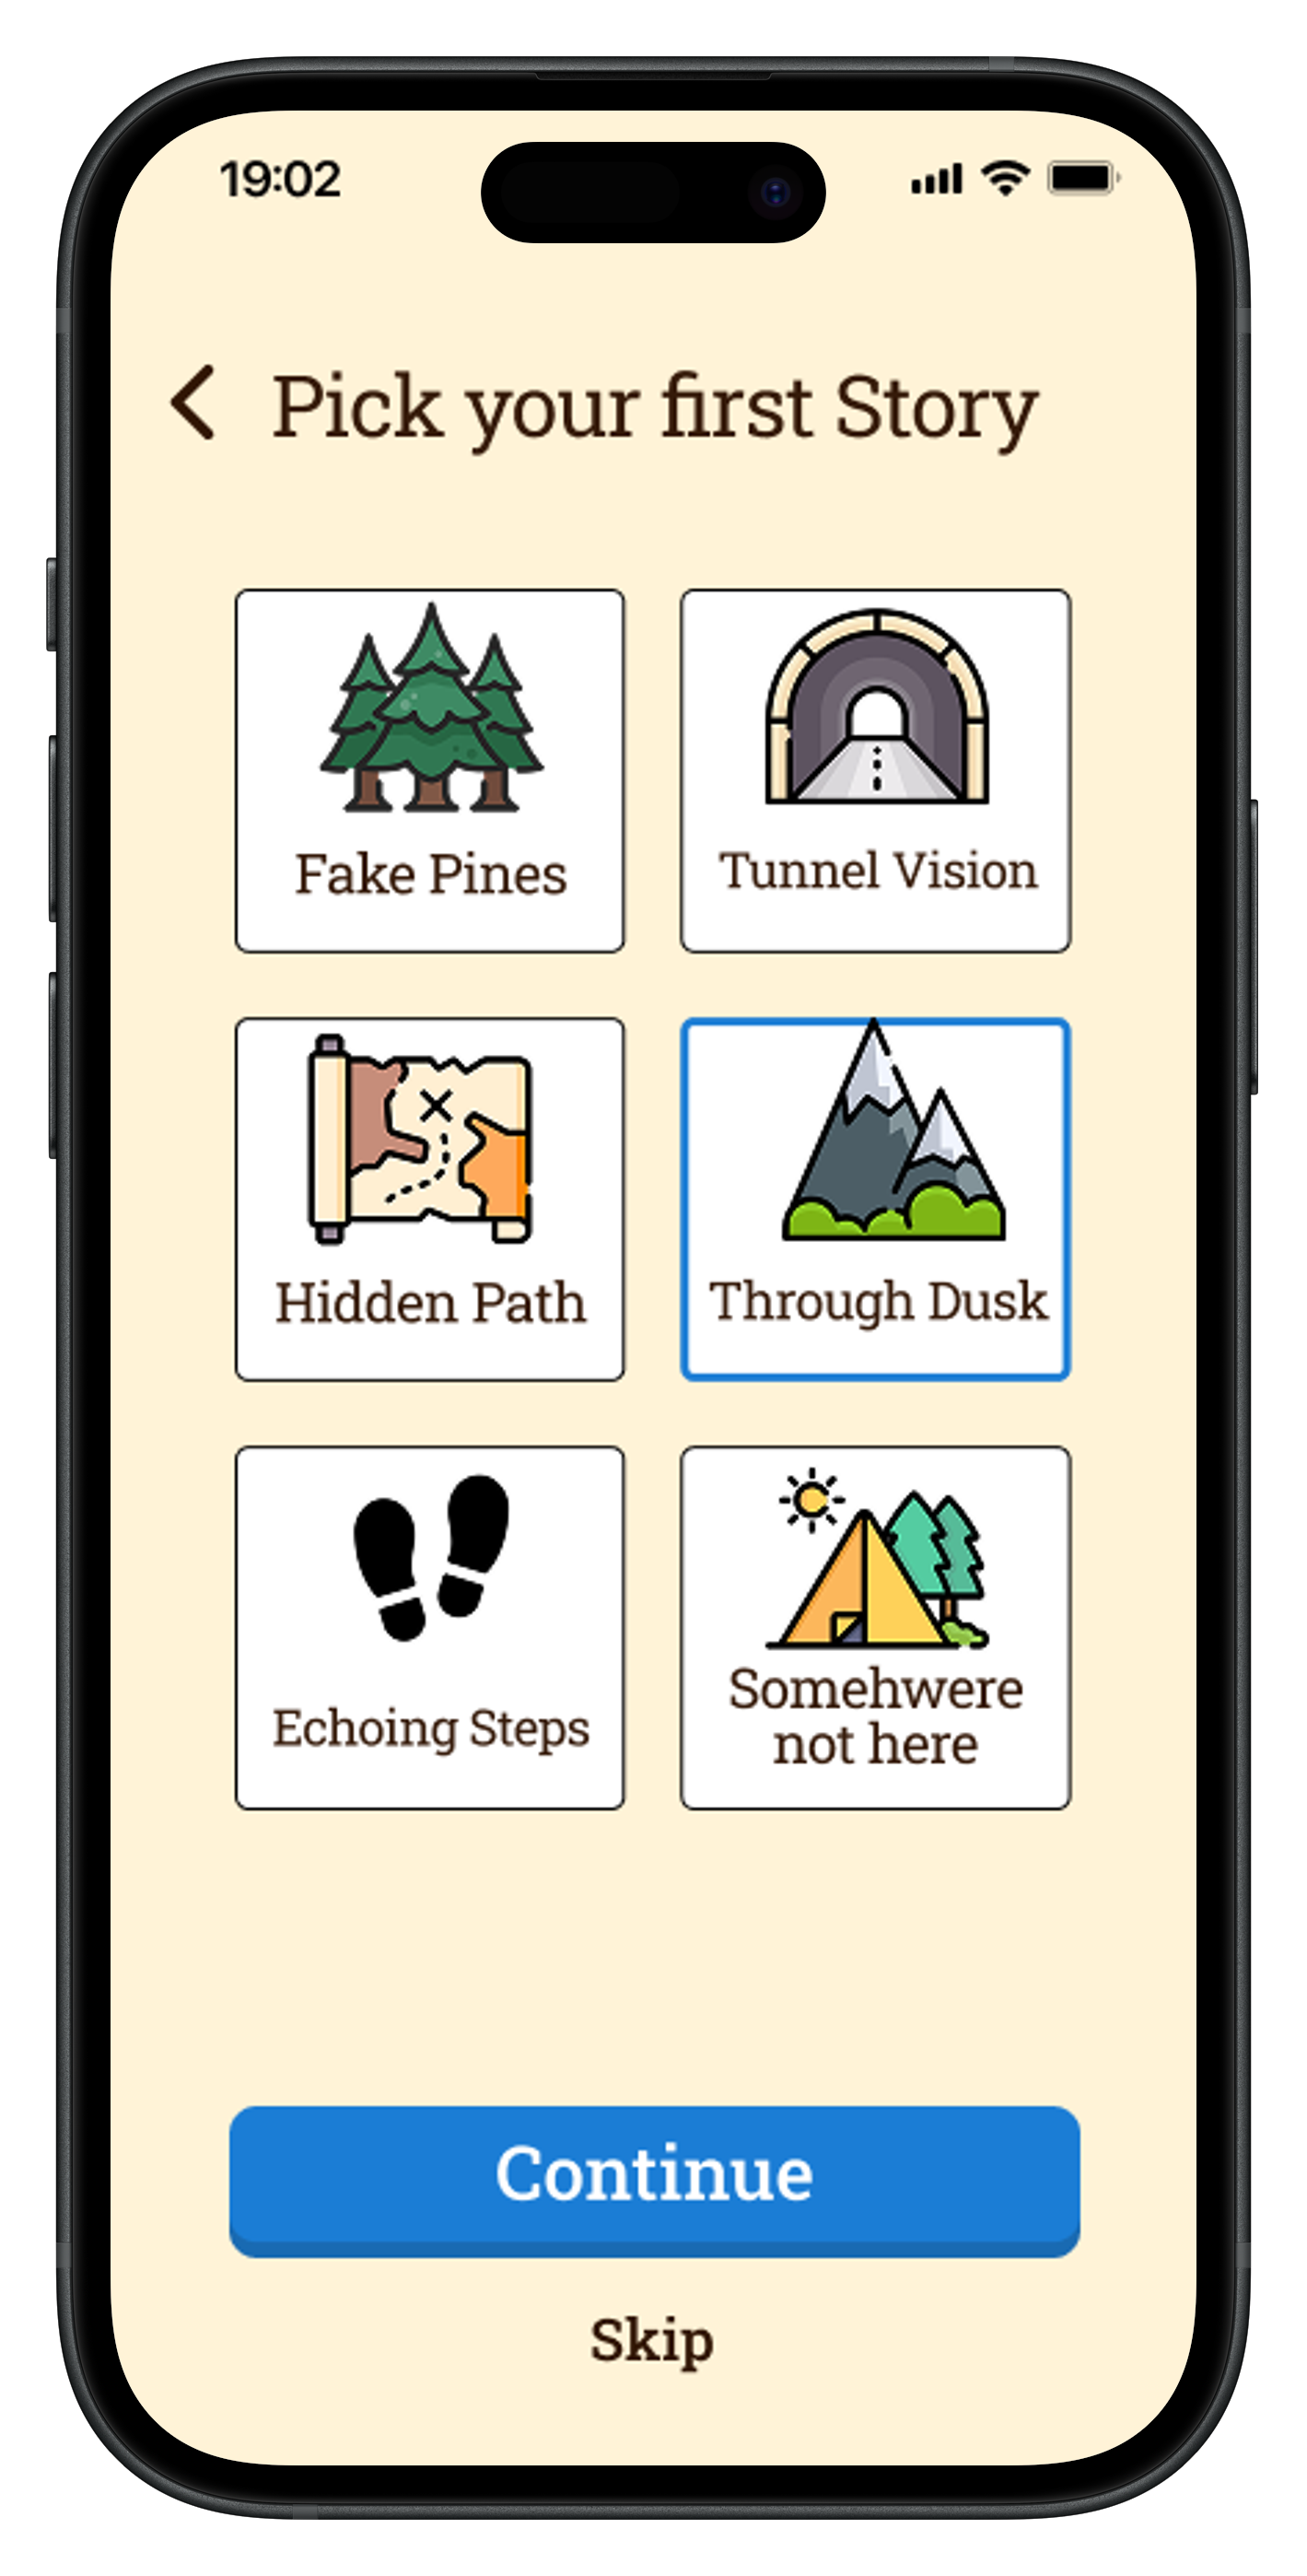 19:02
Pick your first Story
Fake Pines
Tunnel Vision
Hidden Path
Through Dusk
Echoing Steps
Somehwere
not here
Continue
Skip